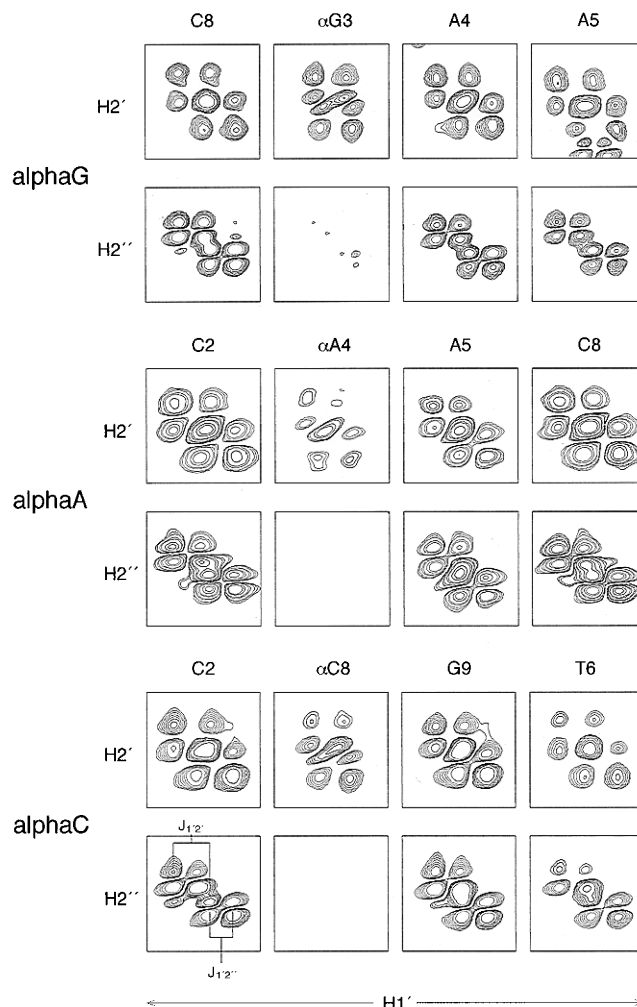 C8 αG3 A4 A5
H2´
alphaG
H2´´
C2 αA4 A5 C8
H2´
alphaA
H2´´
C2 αC8 G9 T6
H2´
alphaC
J1´2´
H2´´
J1´2´´
H1´